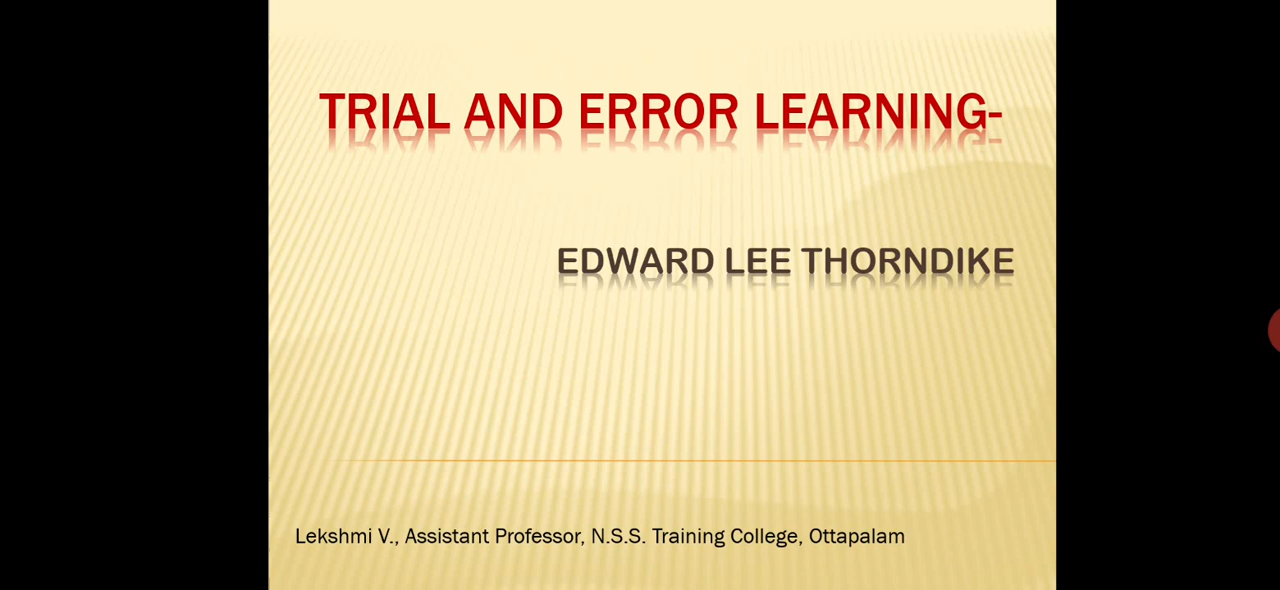 TRIAL AND ERROR LEARNING-
EDWARD LEE THORNDIKE
Lekshmi V., Assistant Professor, N.S.S. Training College, Ottapalam